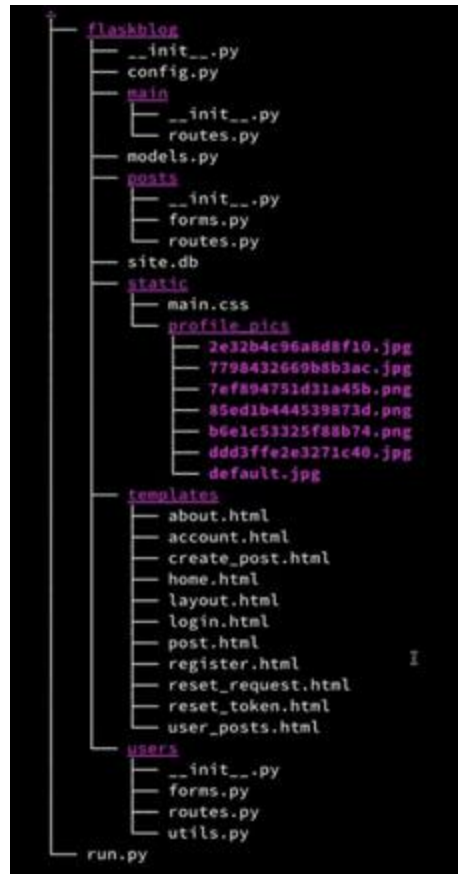 flaskblog
__init__.py
config.py
main
__init__.py
routes.py
models.py
posts
__init__.py
forms.py
routes.py
site.db
static
main.css
profile_pics
2e32b4c96a8d8f10.jpg
7798432669b8b3ac.jpg
7ef894751d31a45b.png
85ed1b444539873d.png
b6e1c53325f88b74.png
ddd3ffe2e3271c40.jpg
default.jpg
templates
about.html
account.html
create_post.html
home.html
layout.html
login.html
post.html
register.html
reset_request.html
reset_token.html
user_posts.html
users
__init__.py
forms.py
routes.py
utils.py
run.py